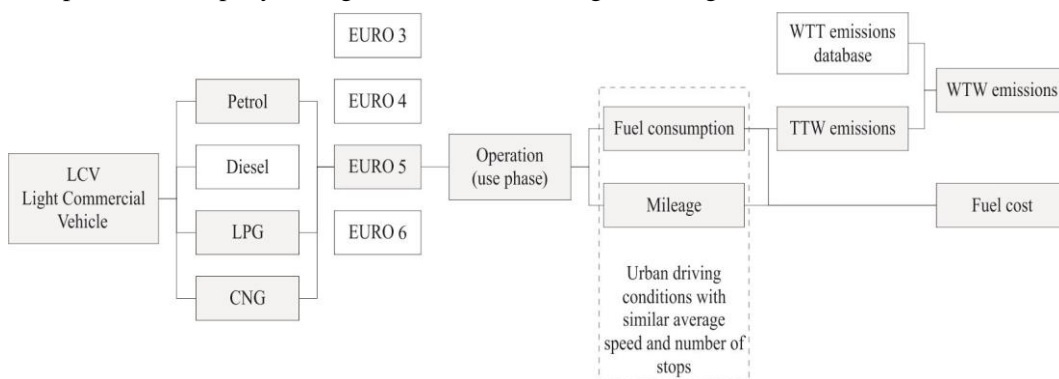 EURO 3
WTT emissions
database
Petrol
EURO 4
WTW emissions
LCV
Light Commercial
Vehicle
Diesel
EURO 5
Operation
(use phase)
Fuel consumption
TTW emissions
LPG
EURO 6
Mileage
Fuel cost
CNG
Urban driving
conditions with
similar average
speed and number of
stops